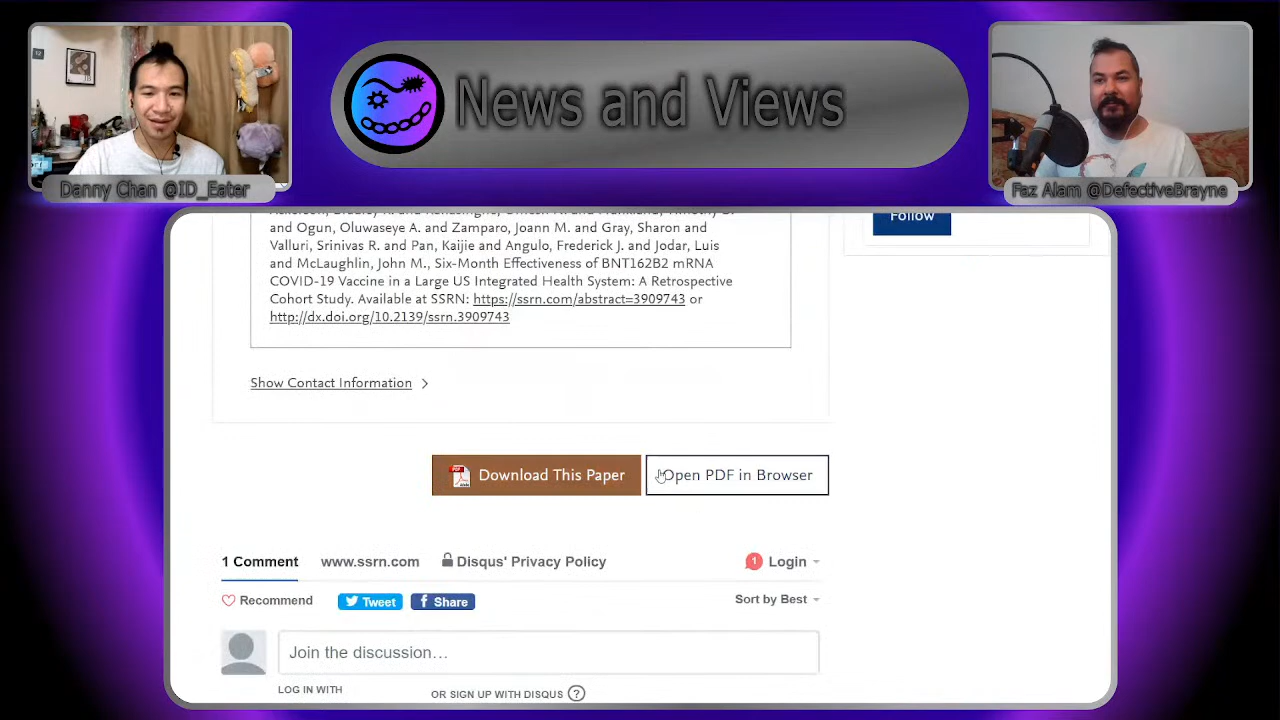 News and Views
Danny Chan @ID_Eater
Faz Alam @DefectiveBrayne
Follow
and Ogun, Oluwaseye A. and Zamparo, Joann M. and Gray, Sharon and
Valluri, Srinivas R. and Pan, Kaijie and Angulo, Frederick J. and Jodar, Luis
and McLaughlin, John M., Six-Month Effectiveness of BNT162B2 mRNA
COVID-19 Vaccine in a Large US Integrated Health System: A Retrospective
Cohort Study. Available at SSRN: https://ssrn.com/abstract=3909743 or
http://dx.doi.org/10.2139/ssrn.3909743
Show Contact Information
Download This Paper
Open PDF in Browser
1 Comment www.ssrn.com Disqus' Privacy Policy 1 Login
Recommend Tweet Share Sort by Best
Join the discussion…
LOG IN WITH
OR SIGN UP WITH DISQUS ?